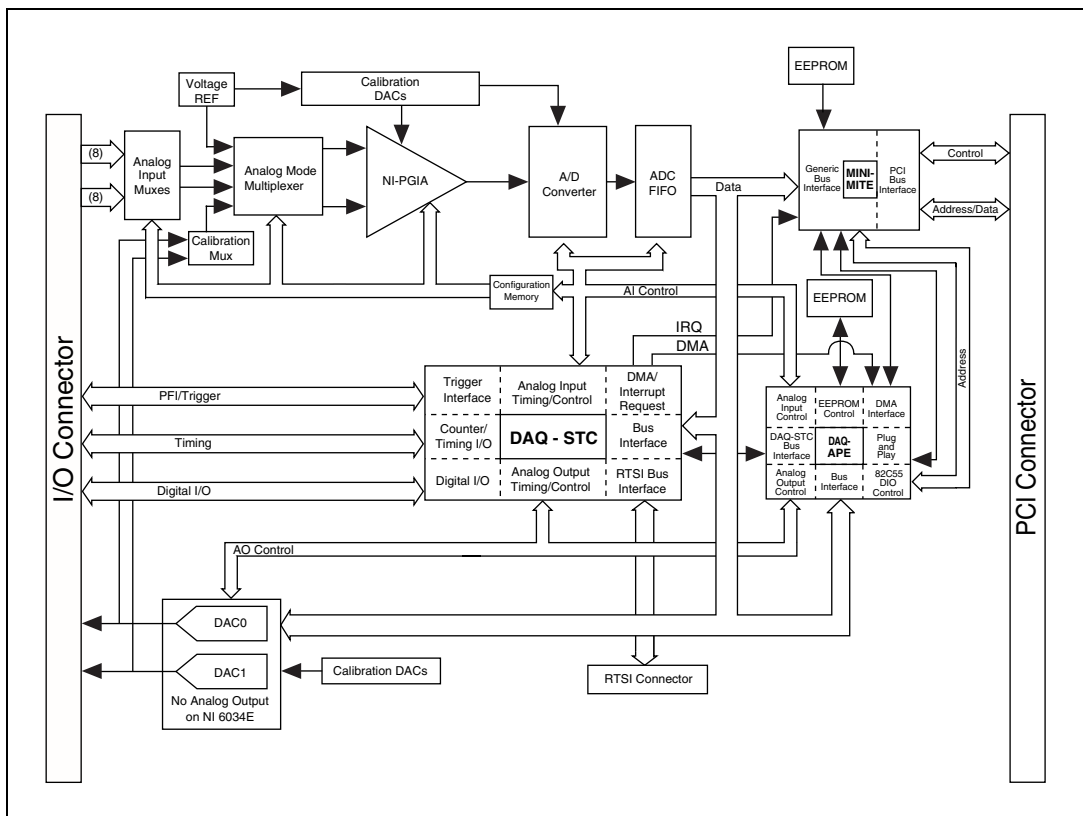 EEPROM
Voltage
REF
Calibration
DACs
(8)
(8)
Analog
Input
Muxes
Analog Mode
Multiplexer
NI-PGIA
A/D
Converter
ADC
FIFO
Data
Generic
Bus
Interface
MINI-
MITE
PCI
Bus
Interface
Control
Address/Data
Calibration
Mux
Configuration
Memory
AI Control
EEPROM
IRQ
DMA
Address
I/O Connector
PCI Connector
PFI/Trigger
Timing
Digital I/O
Trigger
Interface
Analog Input
Timing/Control
DMA/
Interrupt
Request
Counter/
Timing I/O
DAQ - STC
Bus
Interface
Digital I/O
Analog Output
Timing/Control
RTSI Bus
Interface
Analog
Input
Control
EEPROM
Control
DMA
Interface
DAQ-STC
Bus
Interface
DAQ-
APE
Plug
and
Play
Analog
Output
Control
Bus
Interface
82C55
DIO
Control
AO Control
DAC0
DAC1
No Analog Output
on NI 6034E
Calibration DACs
RTSI Connector